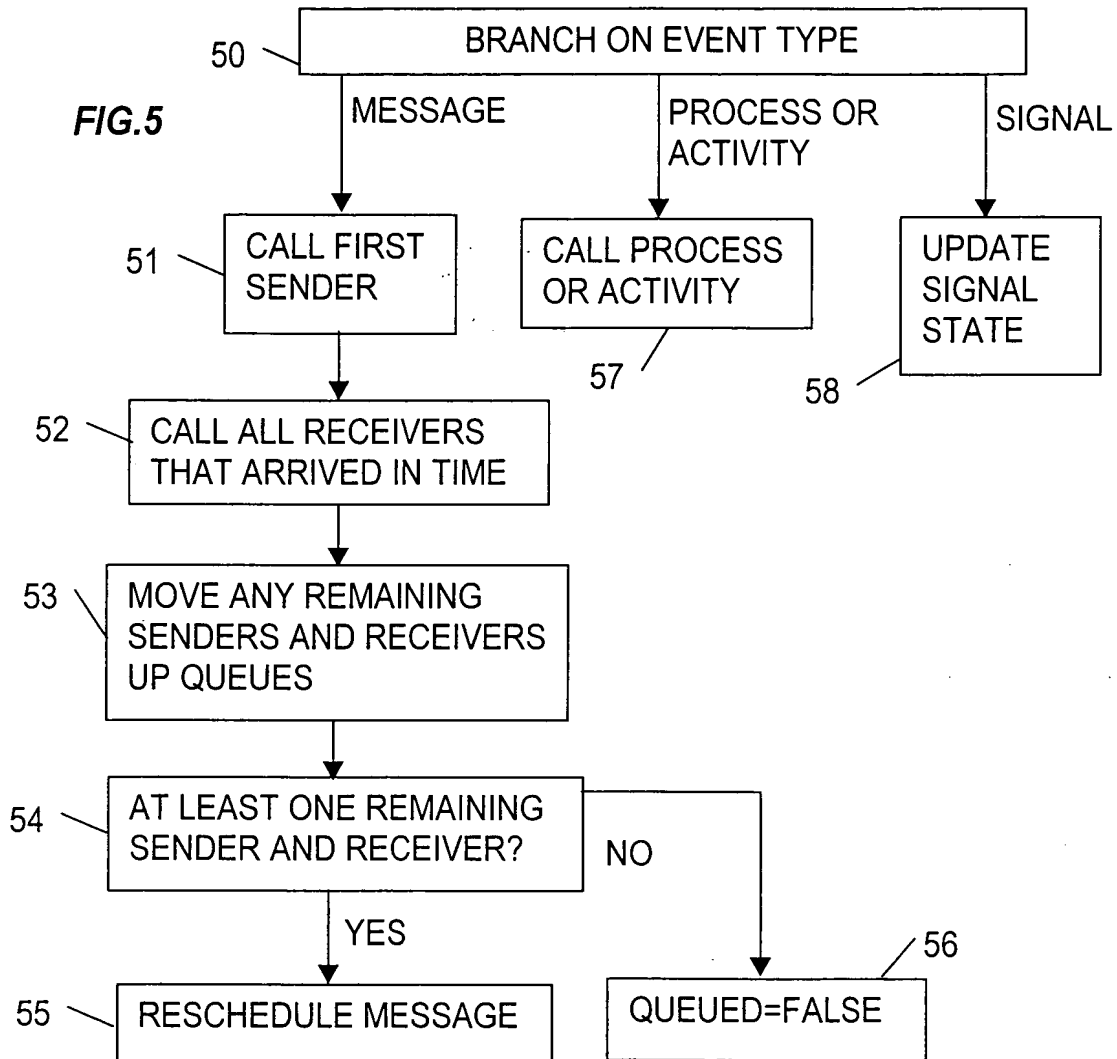 BRANCH ON EVENT TYPE
50
FIG.5
MESSAGE
PROCESS OR
ACTIVITY
SIGNAL
51
CALL FIRST
SENDER
CALL PROCESS
OR ACTIVITY
57
UPDATE
SIGNAL
STATE
58
52
CALL ALL RECEIVERS
THAT ARRIVED IN TIME
53
MOVE ANY REMAINING
SENDERS AND RECEIVERS
UP QUEUES
54
AT LEAST ONE REMAINING
SENDER AND RECEIVER?
NO
YES
56
55
RESCHEDULE MESSAGE
QUEUED=FALSE